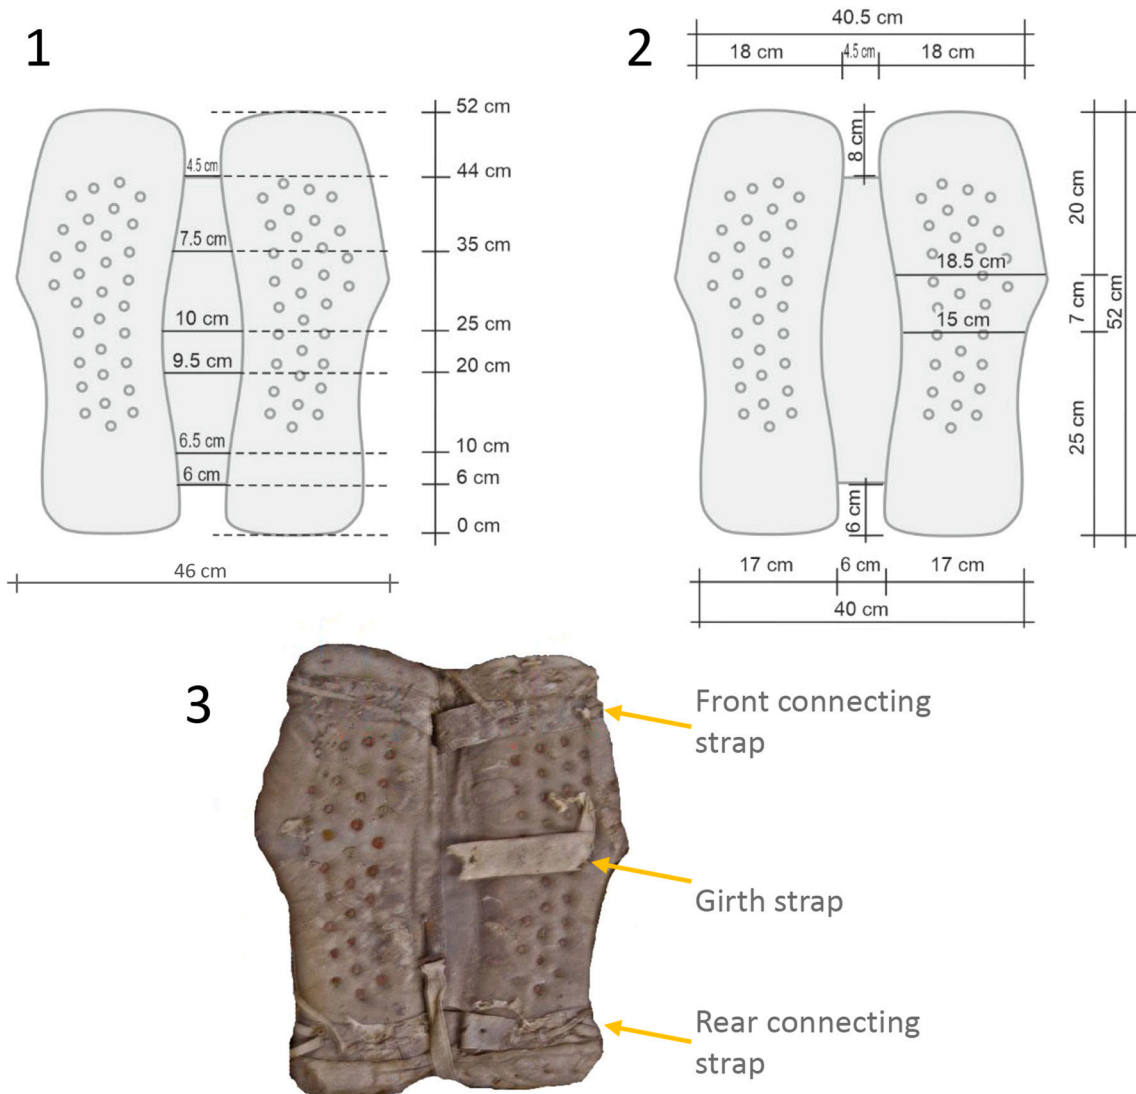 1
52 cm
4.5 cm
44 cm
7.5 cm
35 cm
10 cm
25 cm
9.5 cm
20 cm
6.5 cm
10 cm
6 cm
6 cm
0 cm
46 cm
2
40.5 cm
18 cm 4.5 cm 18 cm
8 cm
20 cm
18.5 cm
7 cm
52 cm
15 cm
25 cm
6 cm
17 cm 6 cm 17 cm
40 cm
3
Front connecting
strap
Girth strap
Rear connecting
strap